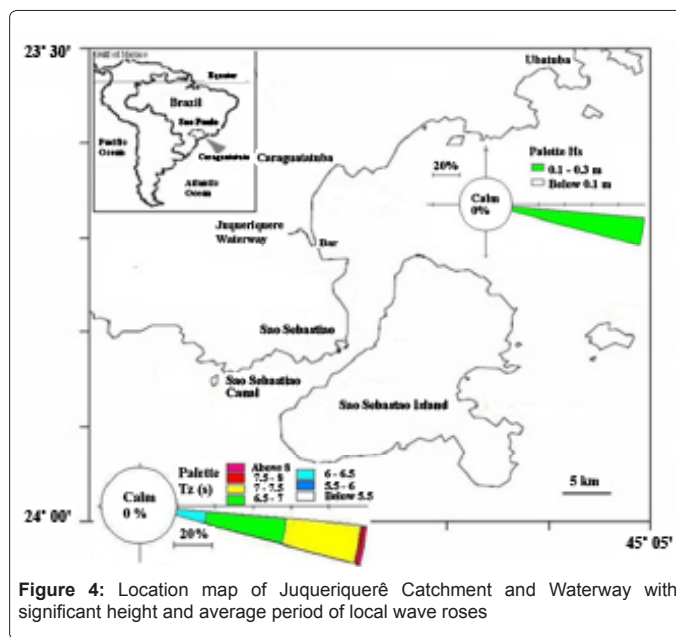 23° 30'
Gulf of Mexico
Equator
Brazil
Sao Paulo
Pacific
Ocean
Caraguatatuba
Atlantic
Ocean
Ubatuba
Caraguatatuba
20%
Palette Hs
0.1 - 0.3 m
Below 0.1 m
Calm
0%
Juqueriquere
Waterway
Bar
Sao Sebastiao
Sao Sebastiao
Canal
Sao Sebastao Island
5 km
Palette
Tz (s)
Above 8
7.5 - 8
7 - 7.5
6.5 - 7
6 - 6.5
5.5 - 6
Below 5.5
Calm
0 %
20%
24° 00'
45° 05'
Figure 4: Location map of Juqueriquerê Catchment and Waterway with
significant height and average period of local wave roses